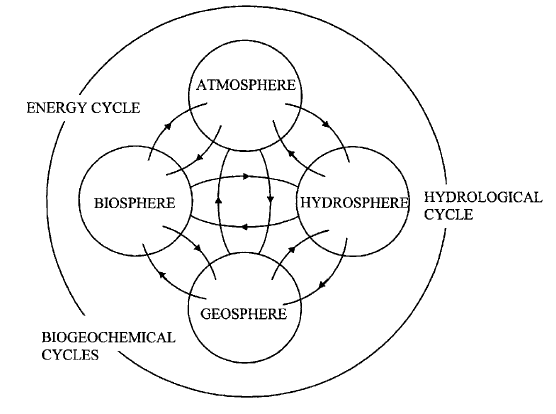 ATMOSPHERE
ENERGY CYCLE
BIOSPHERE
HYDROSPHERE
HYDROLOGICAL
CYCLE
GEOSPHERE
BIOGEOCHEMICAL
CYCLES